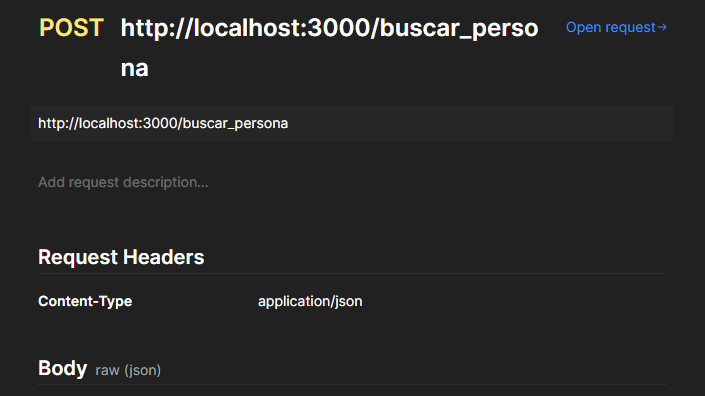 POST http://localhost:3000/buscar_perso
na
Open request→
http://localhost:3000/buscar_persona
Add request description...
Request Headers
Content-Type application/json
Body raw (json)